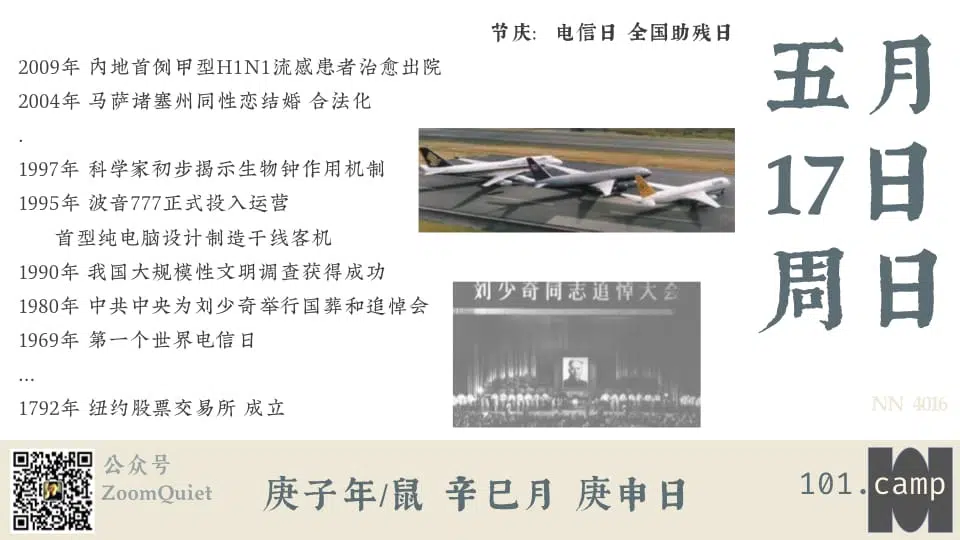 节庆: 电信日 全国助残日
五月
17日
周日
2009年 内地首例甲型H1N1流感患者治愈出院
2004年 马萨诸塞州同性恋结婚 合法化
.
1997年 科学家初步揭示生物钟作用机制
1995年 波音777正式投入运营
首型纯电脑设计制造干线客机
1990年 我国大规模性文明调查获得成功
1980年 中共中央为刘少奇举行国葬和追悼会
1969年 第一个世界电信日
...
1792年 纽约股票交易所 成立
刘少奇同志追悼大会
NN 4016
公众号
ZoomQuiet
庚子年/鼠 辛巳月 庚申日
101.camp